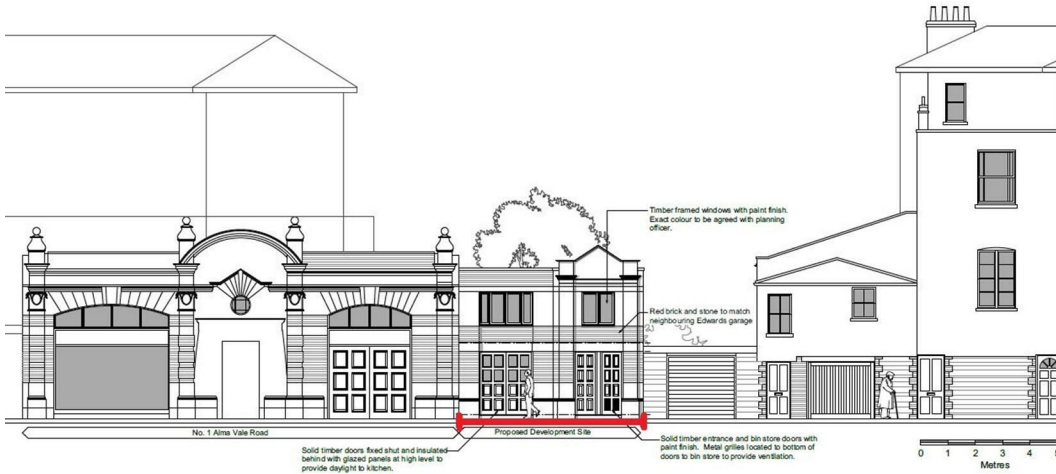 Timber framed windows with paint finish.
Exact colour to be agreed with planning
officer.
Red brick and stone to match
neighbouring Edwards garage
No. 1 Alma Vale Road
Proposed Development Site
Solid timber doors fixed shut and insulated
behind with glazed panels at high level to
provide daylight to kitchen.
Solid timber entrance and bin store doors with
paint finish. Metal grilles located to bottom of
doors to bin store to provide ventilation.
0 1 2 3 4 5
Metres